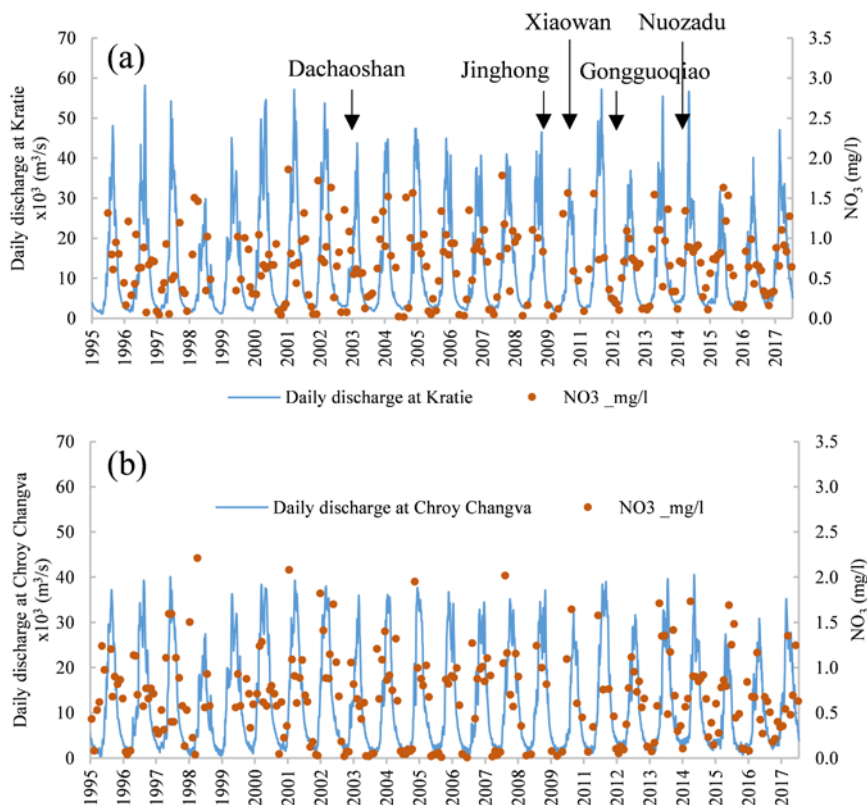 Xiaowan Nuozadu
(a) Dachaoshan Jinghong Gongguoqiao
Daily discharge at Kratie
x10³ (m³/s)
70
60
50
40
30
20
10
0
3.5
3.0
2.5
2.0
1.5
1.0
0.5
0.0
NO₃ (mg/l)
1995 1996 1997 1998 1999 2000 2001 2002 2003 2004 2005 2006 2007 2008 2009 2010 2011 2012 2013 2014 2015 2016 2017
Daily discharge at Kratie NO3 _mg/l
(b)
Daily discharge at Chroy Changva NO3 _mg/l
Daily discharge at Chroy Changva
x10³ (m³/s)
70
60
50
40
30
20
10
0
3.5
3.0
2.5
2.0
1.5
1.0
0.5
0.0
NO₃ (mg/l)
1995 1996 1997 1998 1999 2000 2001 2002 2003 2004 2005 2006 2007 2008 2009 2010 2011 2012 2013 2014 2015 2016 2017